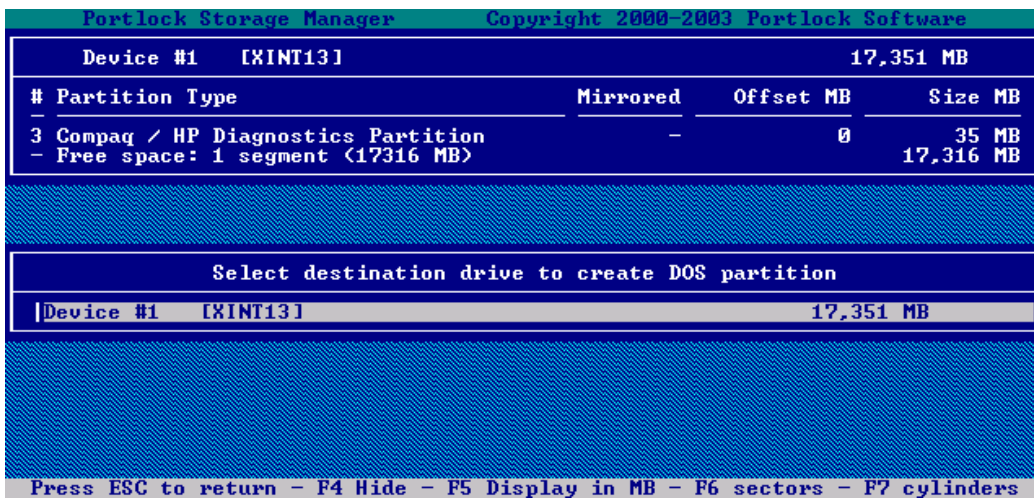 Portlock Storage Manager Copyright 2000-2003 Portlock Software
Device #1 [XINT13] 17,351 MB
# Partition Type Mirrored Offset MB Size MB
3 Compaq / HP Diagnostics Partition - 0 35 MB
- Free space: 1 segment (17316 MB) 17,316 MB
Select destination drive to create DOS partition
Device #1 [XINT13] 17,351 MB
Press ESC to return - F4 Hide - F5 Display in MB - F6 sectors - F7 cylinders